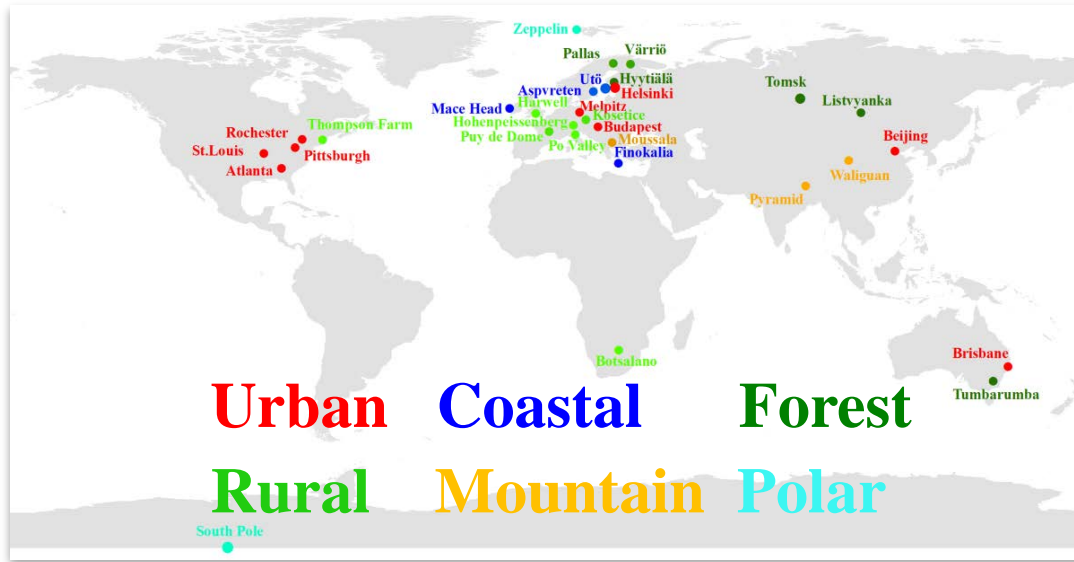 Zeppelin
Pallas
Värriö
Utö
Hyytiälä
Aspvreten
Helsinki
Tomsk
Listvyanka
Mace Head
Harwell
Melpitz
Hohenpeissenberg
Kosetice
Rochester
Thompson Farm
Budapest
Beijing
Puy de Dome
Po Valley
Moussala
St.Louis
Pittsburgh
Finokalia
Atlanta
Waliguan
Pyramid
Botsalano
Brisbane
Tumbarumba
Urban Coastal Forest
Rural Mountain Polar
South Pole